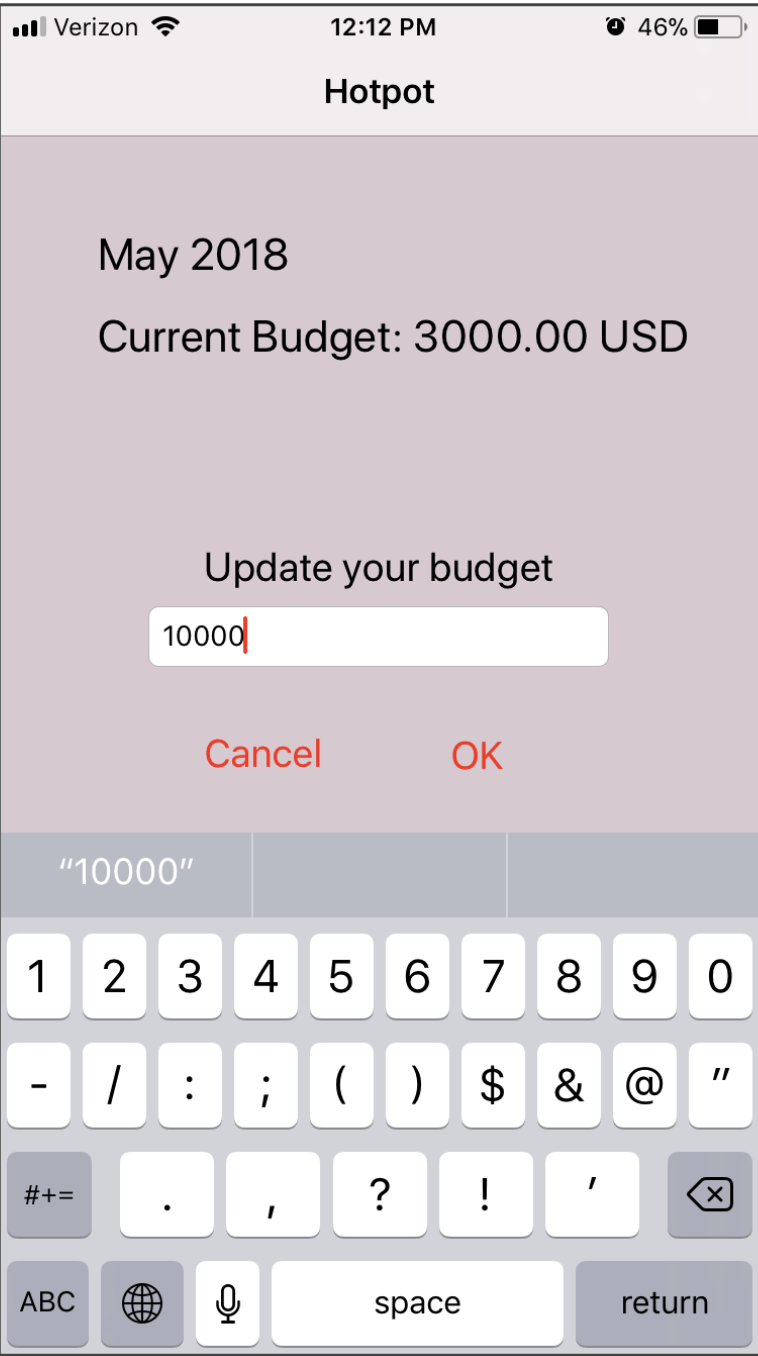 Verizon 12:12 PM 46%
Hotpot
May 2018
Current Budget: 3000.00 USD
Update your budget
10000
Cancel OK
“10000”
1 2 3 4 5 6 7 8 9 0
- / : ; ( ) $ & @ "
#+= . , ? ! '
ABC space return